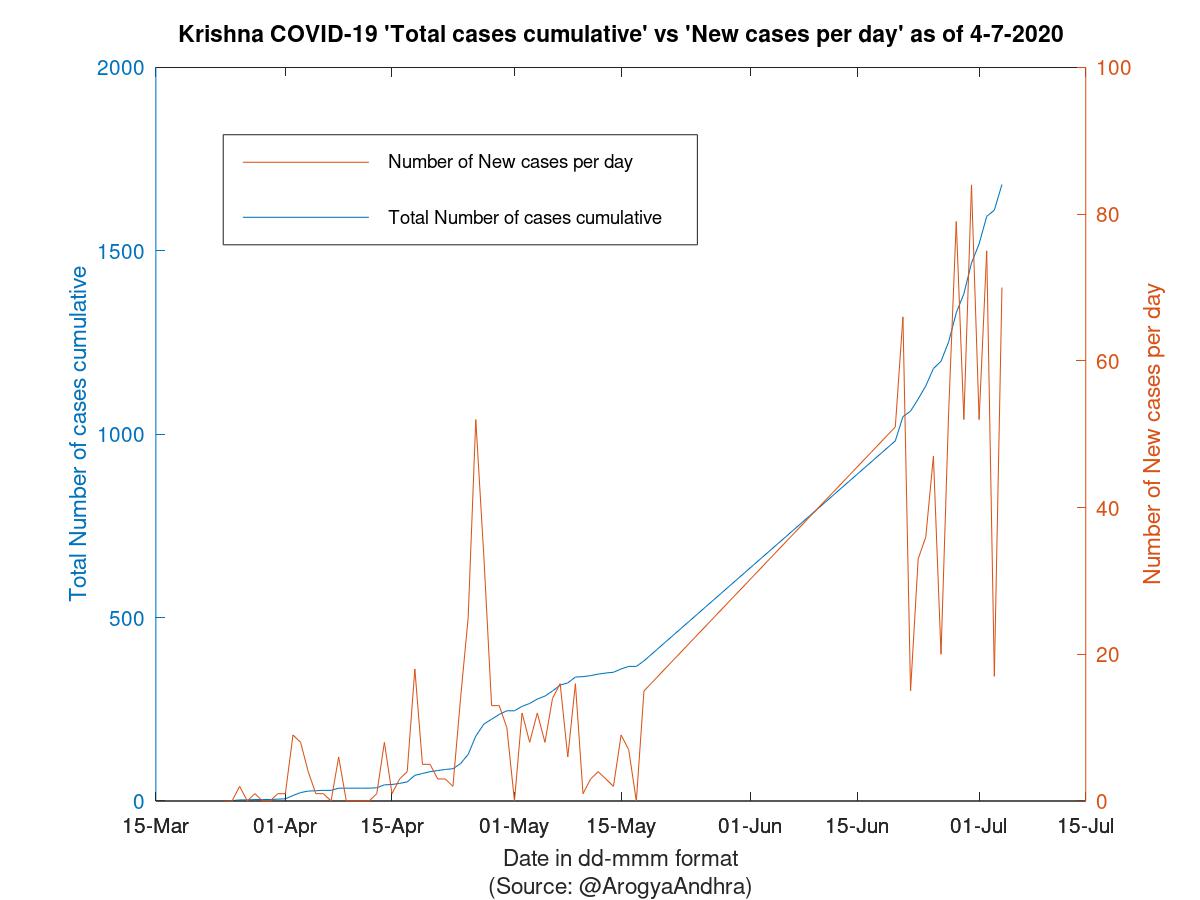 Krishna COVID-19 'Total cases cumulative' vs 'New cases per day' as of 4-7-2020
2000
1500
1000
500
0
Total Number of cases cumulative
Number of New cases per day
Total Number of cases cumulative
100
80
60
40
20
0
Number of New cases per day
15-Mar 01-Apr 15-Apr 01-May 15-May 01-Jun 15-Jun 01-Jul 15-Jul
Date in dd-mmm format
(Source: @ArogyaAndhra)